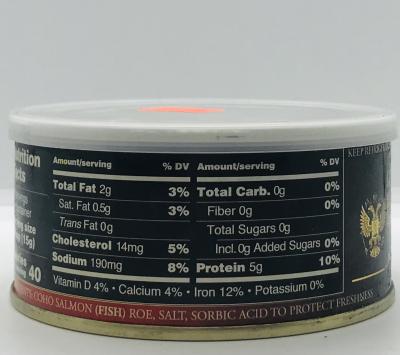 Nutrition
Facts
size
(15g)
40
Amount/serving % DV
Total Fat 2g 3%
Sat. Fat 0.5g 3%
Trans Fat 0g
Cholesterol 14mg 5%
Sodium 190mg 8%
Amount/serving % DV
Total Carb. 0g 0%
Fiber 0g 0%
Total Sugars 0g
Incl. 0g Added Sugars 0%
Protein 5g 10%
Vitamin D 4% • Calcium 4% • Iron 12% • Potassium 0%
COHO SALMON (FISH) ROE, SALT, SORBIC ACID TO PROTECT FRESHNESS
KEEP